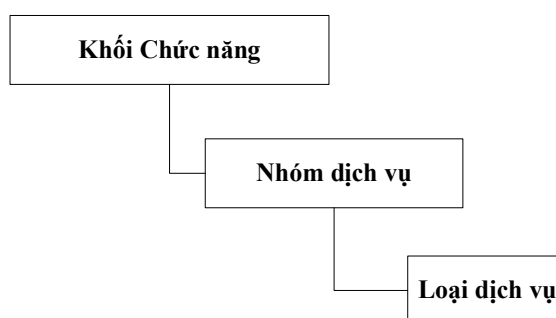 Khối Chức năng
Nhóm dịch vụ
Loại dịch vụ